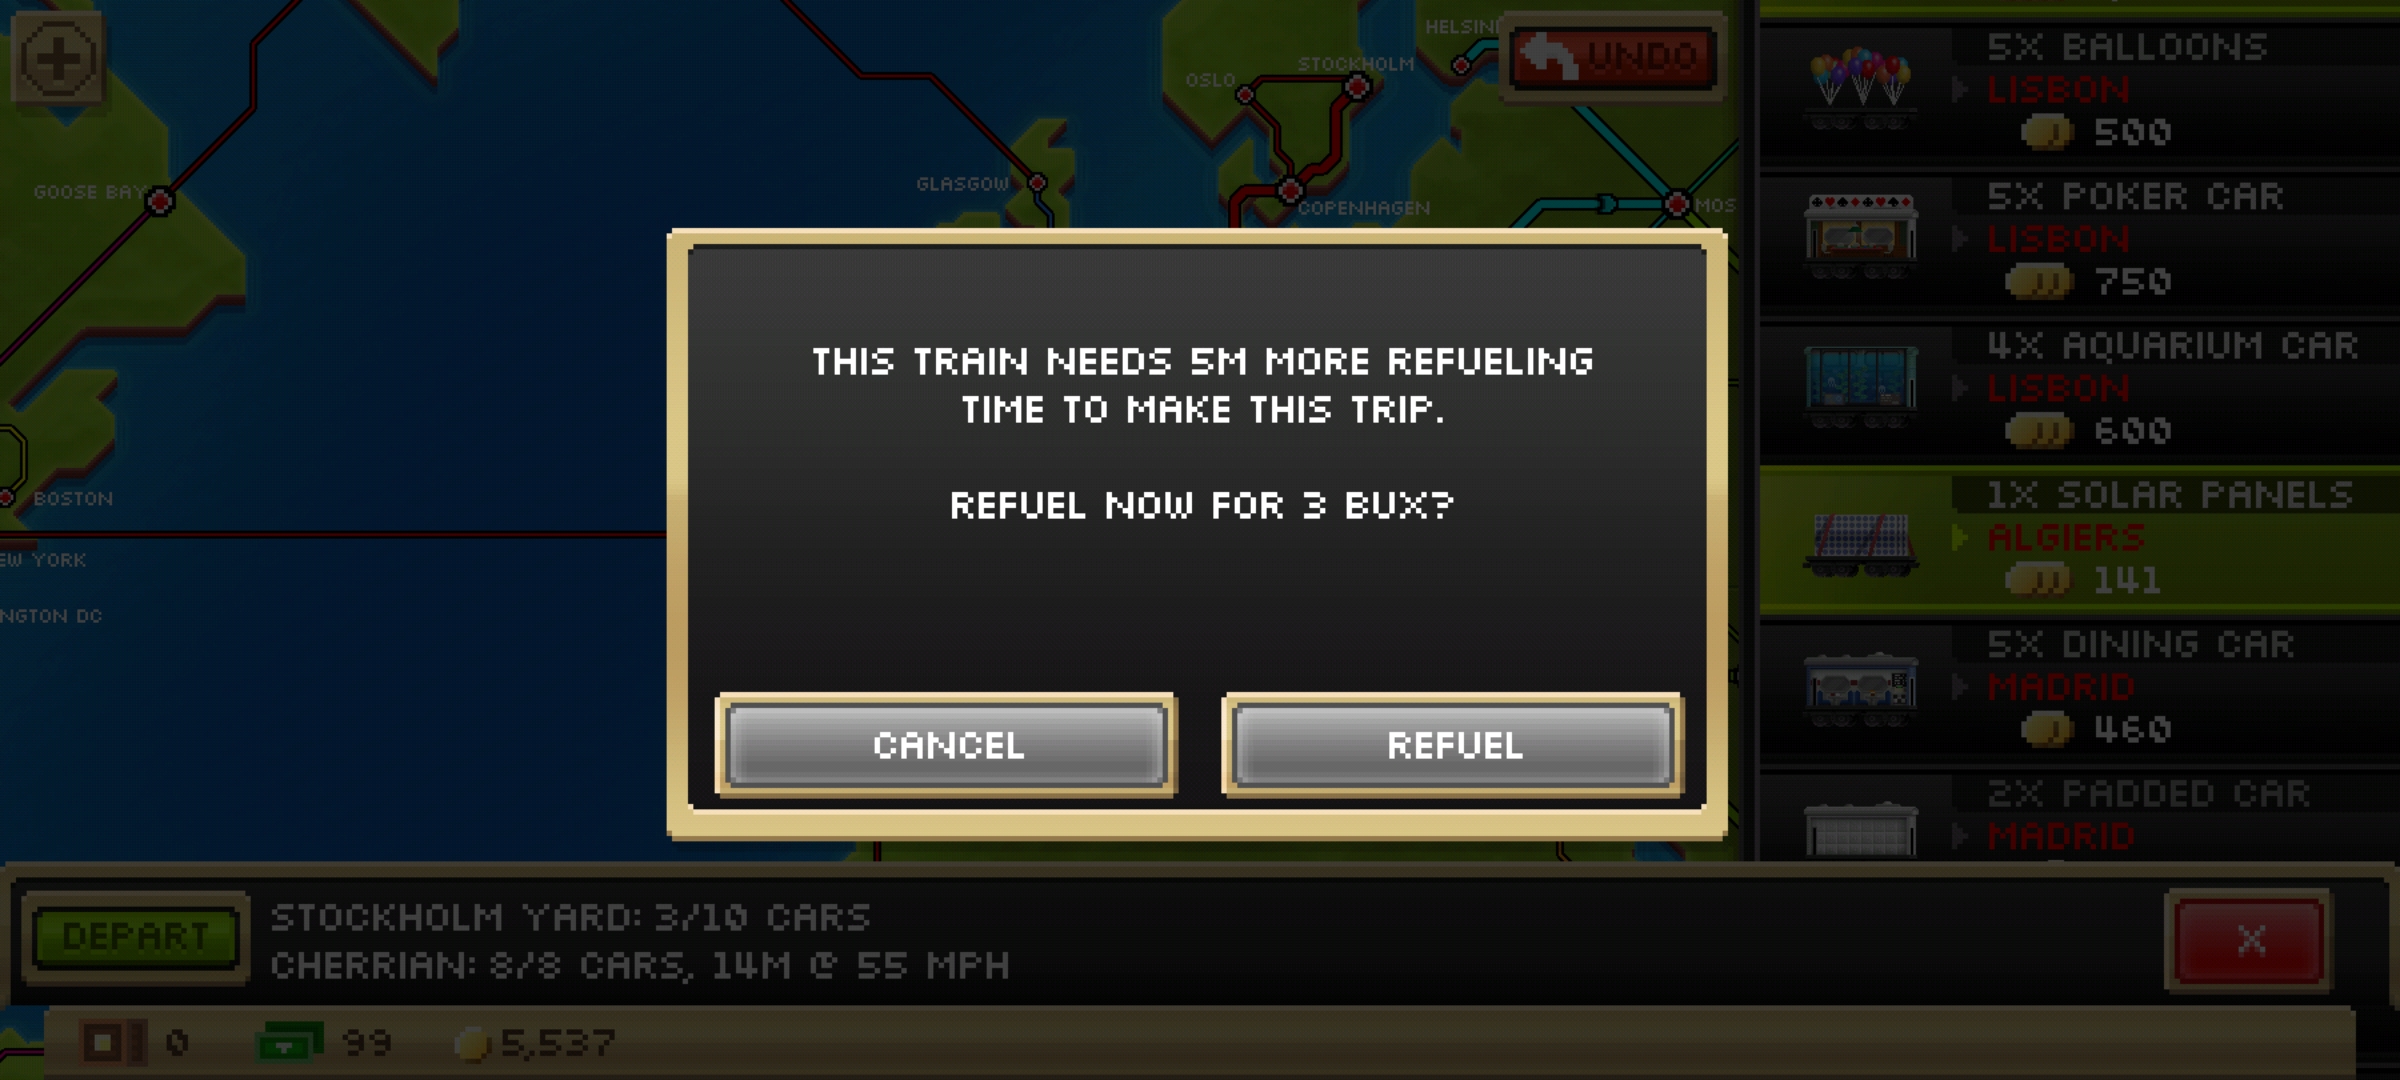 HELSIN
OSLO
STOCKHOLM
UNDO
GOOSE BAY
GLASGOW
COPENHAGEN
MOS
BOSTON
EW YORK
NGTON DC
THIS TRAIN NEEDS 5M MORE REFUELING
TIME TO MAKE THIS TRIP.
REFUEL NOW FOR 3 BUX?
CANCEL
REFUEL
5X BALLOONS
LISBON
500
5X POKER CAR
LISBON
750
4X AQUARIUM CAR
LISBON
600
1X SOLAR PANELS
ALGIERS
141
5X DINING CAR
MADRID
460
2X PADDED CAR
MADRID
DEPART
STOCKHOLM YARD: 3/10 CARS
CHERRIAN: 8/8 CARS, 14M @ 55 MPH
X
0
99
5,537